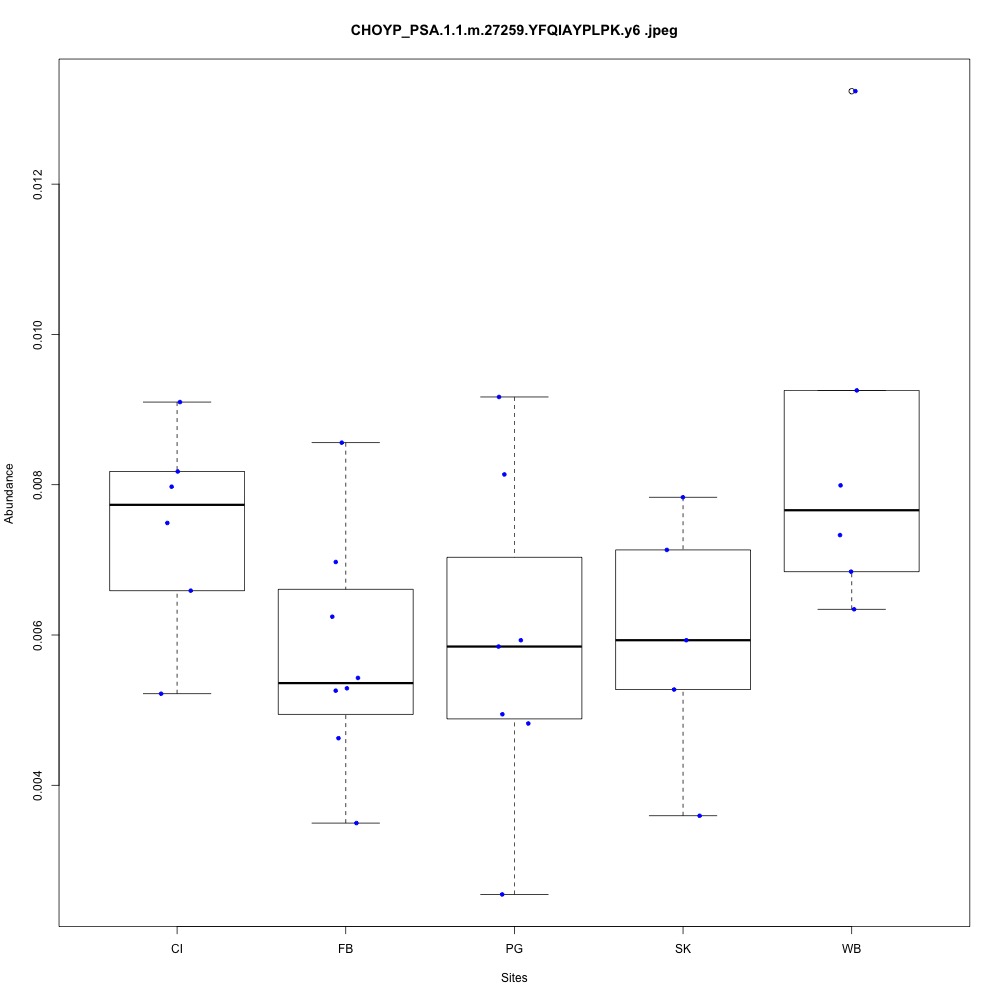 CHOYP_PSA.1.1.m.27259.YFQIAYPLPK.y6 .jpeg
0.012
0.010
0.008
0.006
0.004
Abundance
CI FB PG SK WB
Sites